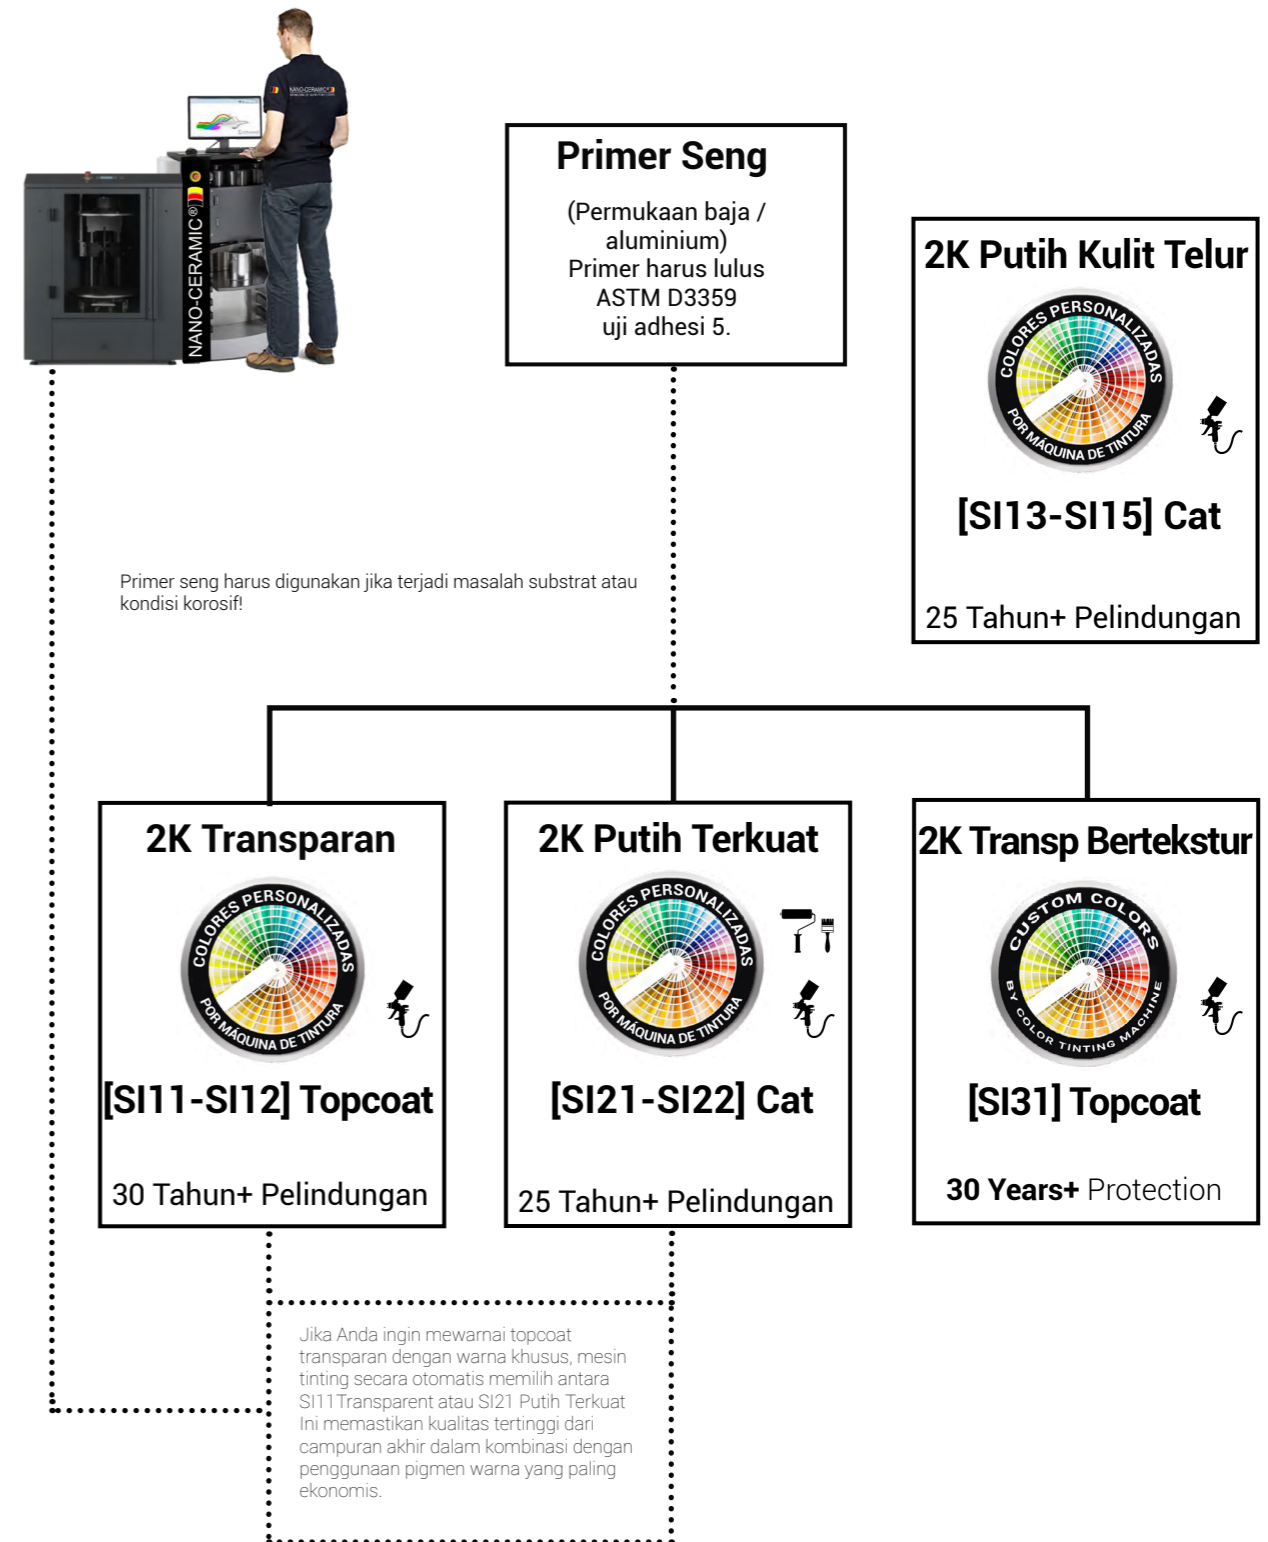 NANO-CERAMIC®
NANO-CERAMIC®
Primer Seng
(Permukaan baja /
aluminium)
Primer harus lulus
ASTM D3359
uji adhesi 5.
2K Putih Kulit Telur
COLORES PERSONALIZADAS
POR MÁQUINA DE TINTURA
[SI13-SI15] Cat
25 Tahun+ Pelindungan
Primer seng harus digunakan jika terjadi masalah substrat atau
kondisi korosif!
2K Transparan
COLORES PERSONALIZADAS
POR MÁQUINA DE TINTURA
[SI11-SI12] Topcoat
30 Tahun+ Pelindungan
2K Putih Terkuat
COLORES PERSONALIZADAS
POR MÁQUINA DE TINTURA
[SI21-SI22] Cat
25 Tahun+ Pelindungan
2K Transp Bertekstur
CUSTOM COLORS
BY COLOR TINTING MACHINE
[SI31] Topcoat
30 Years+ Protection
Jika Anda ingin mewarnai topcoat
transparan dengan warna khusus, mesin
tinting secara otomatis memilih antara
SI11Transparent atau SI21 Putih Terkuat
Ini memastikan kualitas tertinggi dari
campuran akhir dalam kombinasi dengan
penggunaan pigmen warna yang paling
ekonomis.